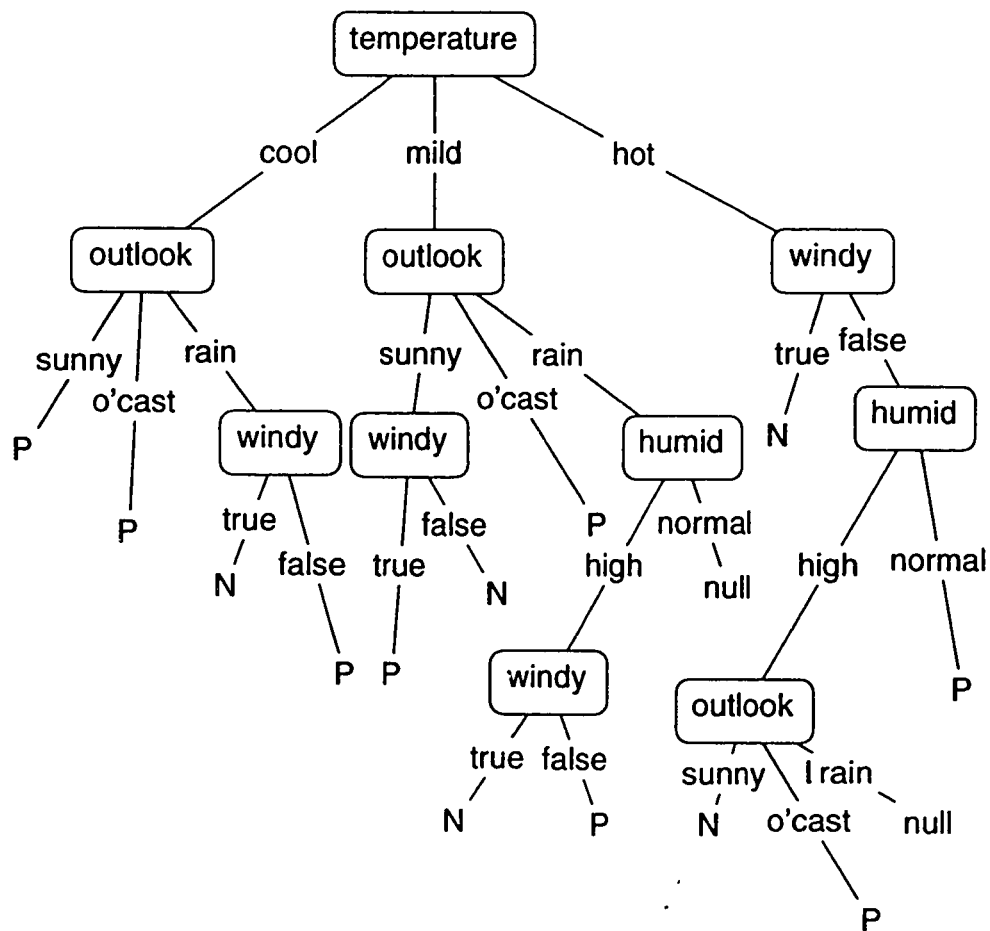 temperature
cool mild hot
outlook outlook windy
sunny rain sunny rain true false
o'cast o'cast
P windy windy humid N humid
P true false true false P normal high normal
N N high null
P P P
windy outlook
true false sunny I rain
N P N o'cast null
P